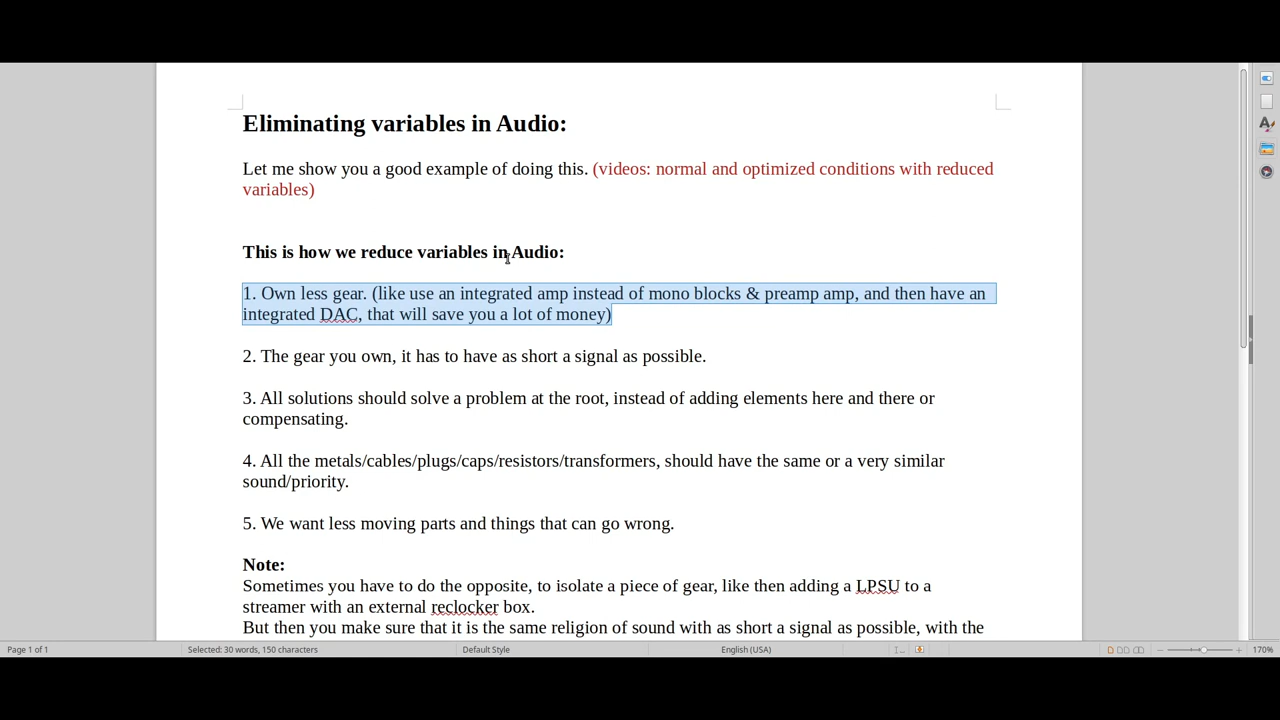 Eliminating variables in Audio:
Let me show you a good example of doing this. (videos: normal and optimized conditions with reduced
variables)
This is how we reduce variables in Audio:
1. Own less gear. (like use an integrated amp instead of mono blocks & preamp amp, and then have an
integrated DAC, that will save you a lot of money)
2. The gear you own, it has to have as short a signal as possible.
3. All solutions should solve a problem at the root, instead of adding elements here and there or
compensating.
4. All the metals/cables/plugs/caps/resistors/transformers, should have the same or a very similar
sound/priority.
5. We want less moving parts and things that can go wrong.
Note:
Sometimes you have to do the opposite, to isolate a piece of gear, like then adding a LPSU to a
streamer with an external reclocker box.
But then you make sure that it is the same religion of sound with as short a signal as possible, with the
Page 1 of 1 Selected: 30 words, 150 characters Default Style English (USA) 170%